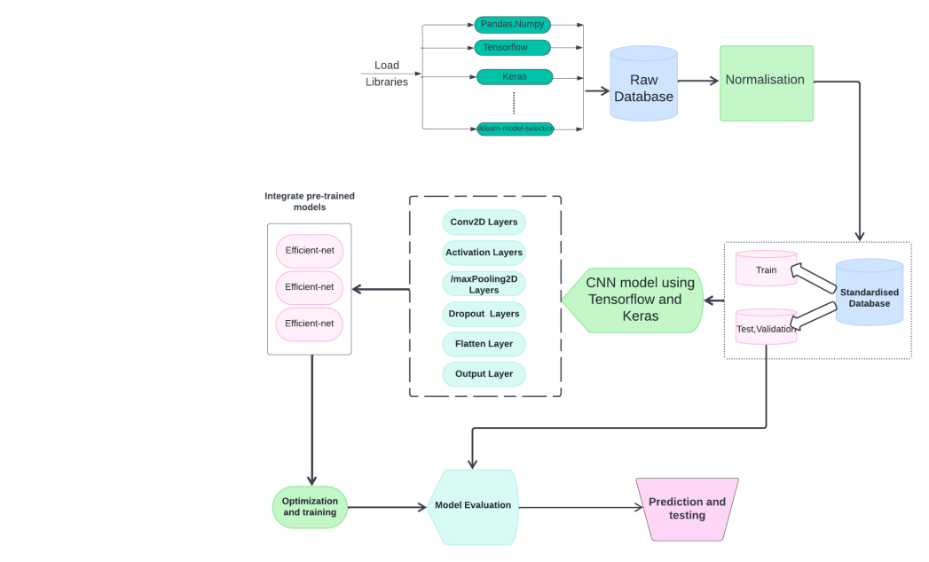 Pandas,Numpy
Tensorflow
Load
Libraries
Keras
sklearn-model-selection
Raw
Database
Normalisation
Integrate pre-trained
models
Efficient-net
Efficient-net
Efficient-net
Conv2D Layers
Activation Layers
/maxPooling2D
Layers
Dropout Layers
Flatten Layer
Output Layer
CNN model using
Tensorflow and
Keras
Train
Test,Validation
Standardised
Database
Optimization
and training
Model Evaluation
Prediction and
testing